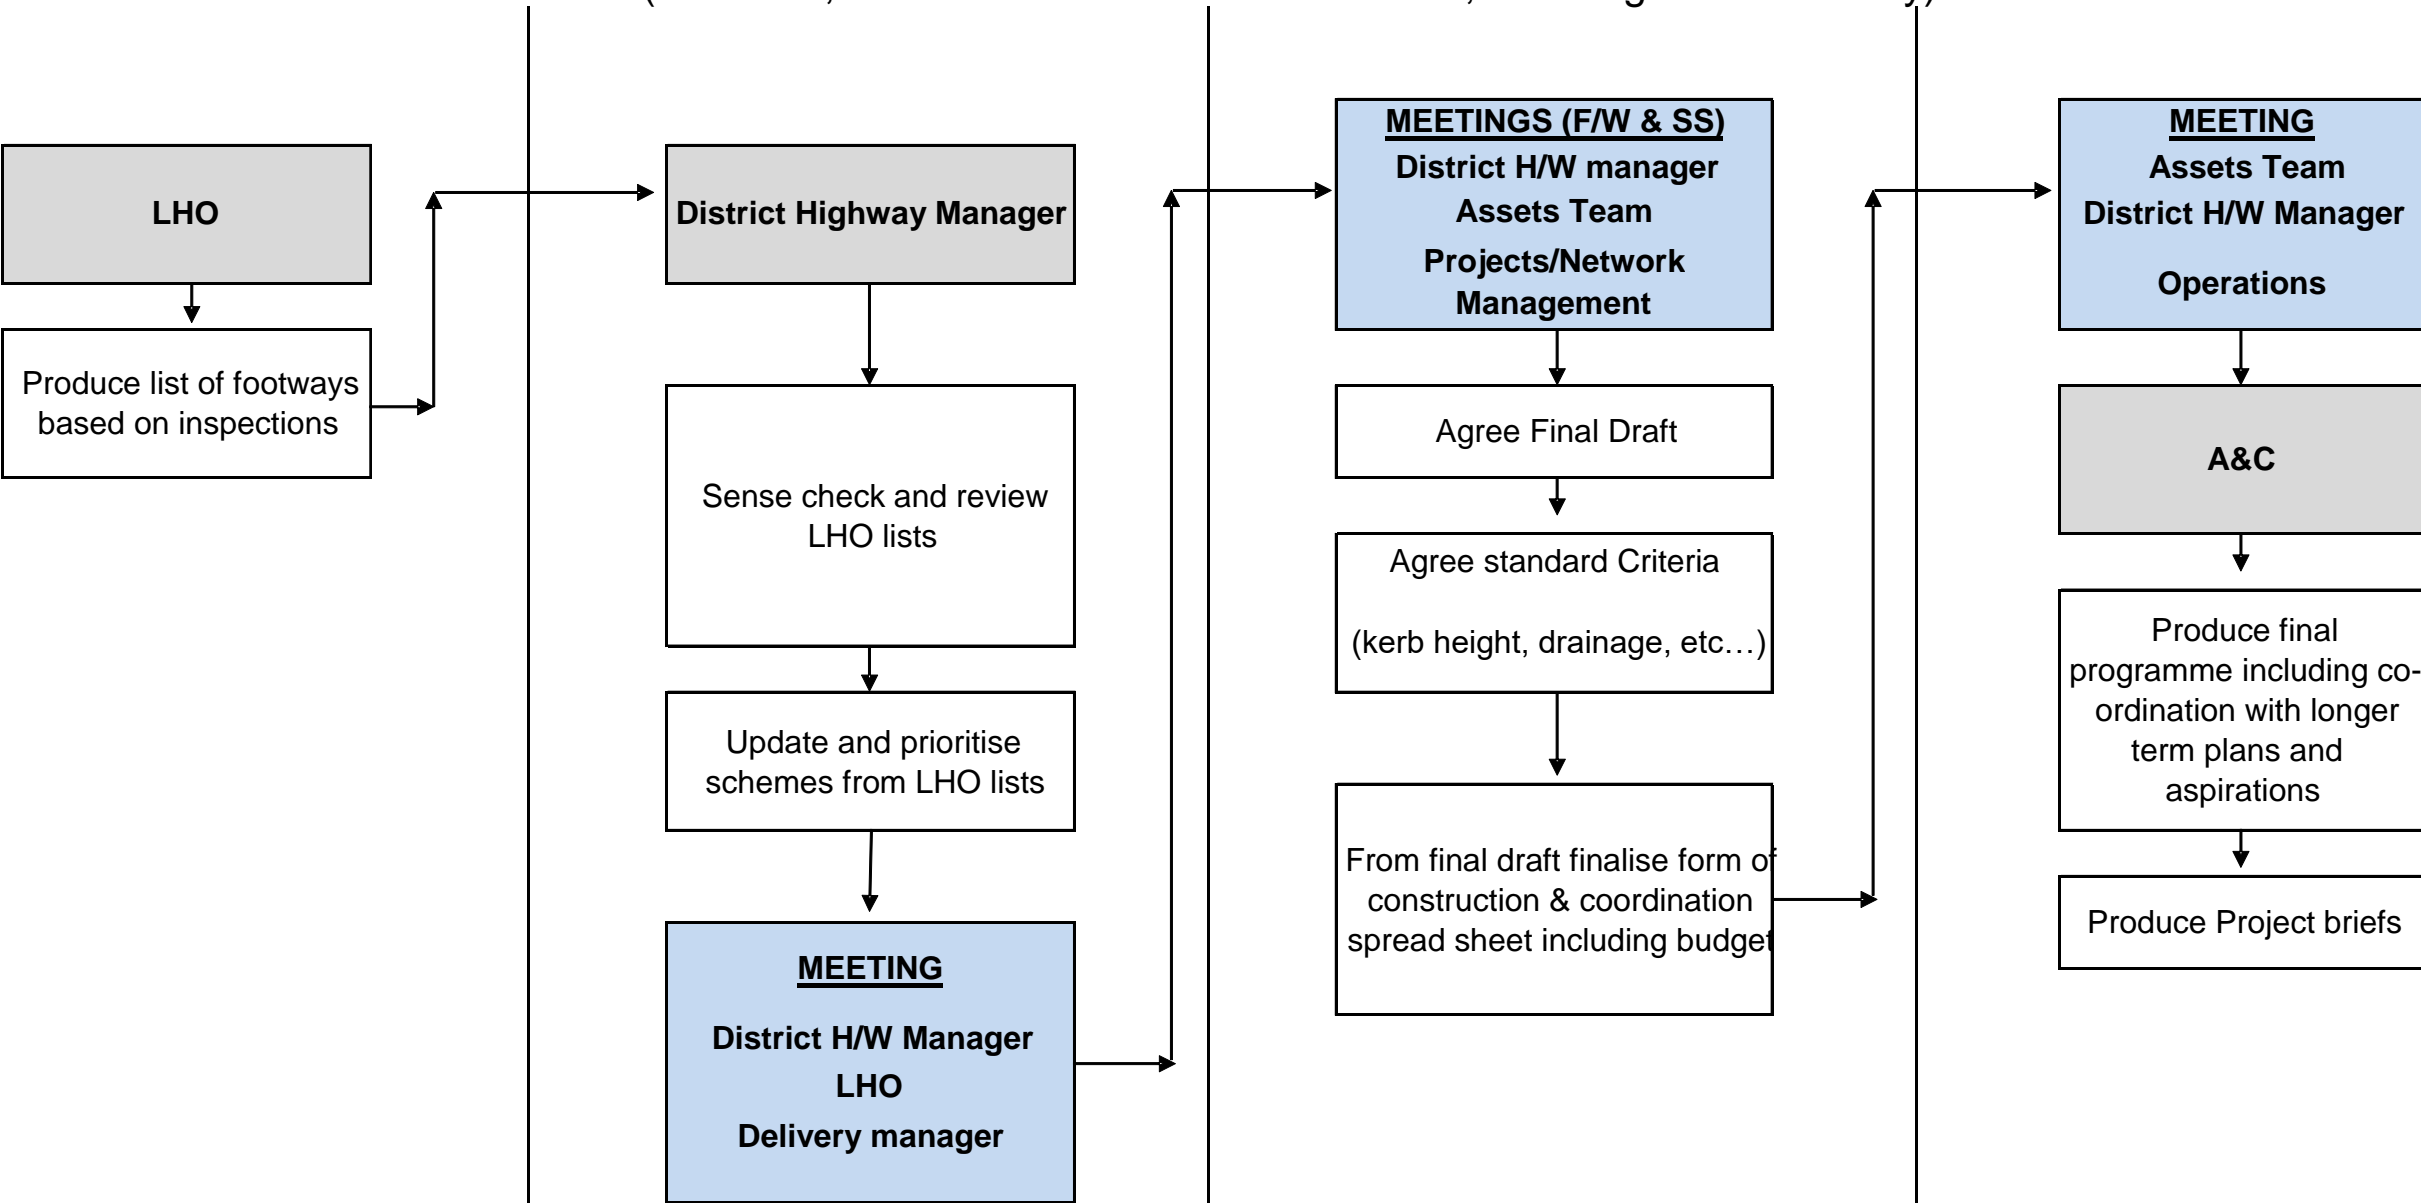 LHO
Produce list of footways
based on inspections
District Highway Manager
Sense check and review
LHO lists
Update and prioritise
schemes from LHO lists
MEETING
District H/W Manager
LHO
Delivery manager
MEETINGS (F/W & SS)
District H/W manager
Assets Team
Projects/Network
Management
Agree Final Draft
Agree standard Criteria
(kerb height, drainage, etc…)
From final draft finalise form of
construction & coordination
spread sheet including budget
MEETING
Assets Team
District H/W Manager
Operations
A&C
Produce final
programme including co-
ordination with longer
term plans and
aspirations
Produce Project briefs